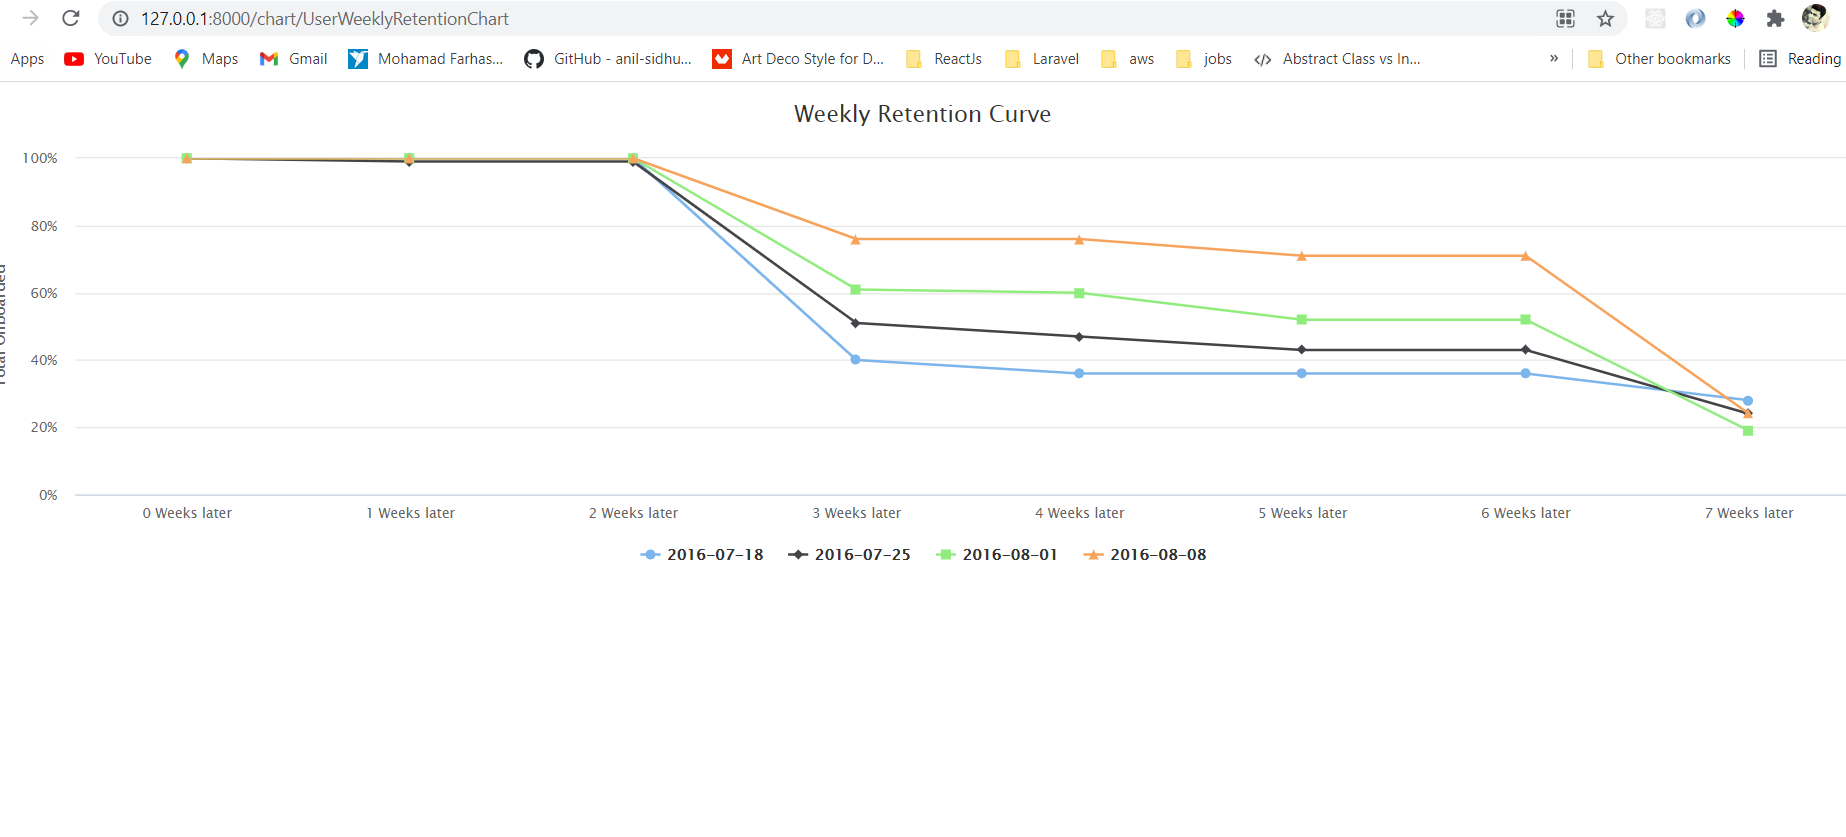 127.0.0.1:8000/chart/UserWeeklyRetentionChart
Apps YouTube Maps Gmail Mohamad Farhas... GitHub - anil-sidhu... Art Deco Style for D... ReactJs Laravel aws jobs Abstract Class vs In... » Other bookmarks Reading
Weekly Retention Curve
100%
80%
60%
40%
20%
0%
Total Onboarded
0 Weeks later 1 Weeks later 2 Weeks later 3 Weeks later 4 Weeks later 5 Weeks later 6 Weeks later 7 Weeks later
2016-07-18 2016-07-25 2016-08-01 2016-08-08